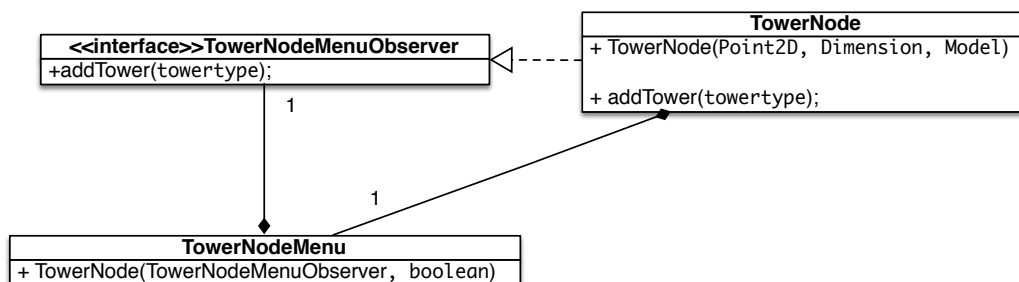 TowerNode
+ TowerNode(Point2D, Dimension, Model)
+ addTower(towertype);
<<interface>>TowerNodeMenuObserver
+addTower(towertype);
1
1
TowerNodeMenu
+ TowerNode(TowerNodeMenuObserver, boolean)